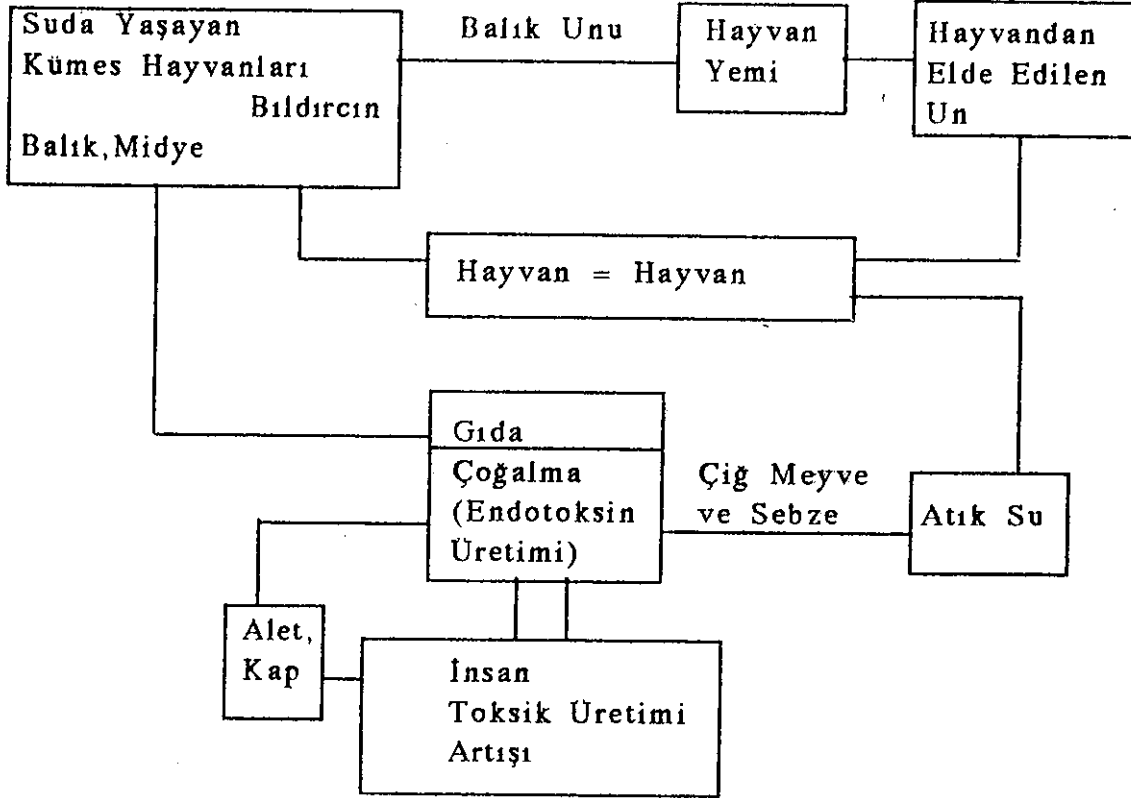 Suda Yaşayan
Kümes Hayvanları
Bıldırcın
Balık,Midye
Balık Unu
Hayvan
Yemi
Hayvandan
Elde Edilen
Un
Hayvan = Hayvan
Gıda
Çoğalma
(Endotoksin
Üretimi)
Çiğ Meyve
ve Sebze
Atık Su
Alet,
Kap
İnsan
Toksik Üretimi
Artışı